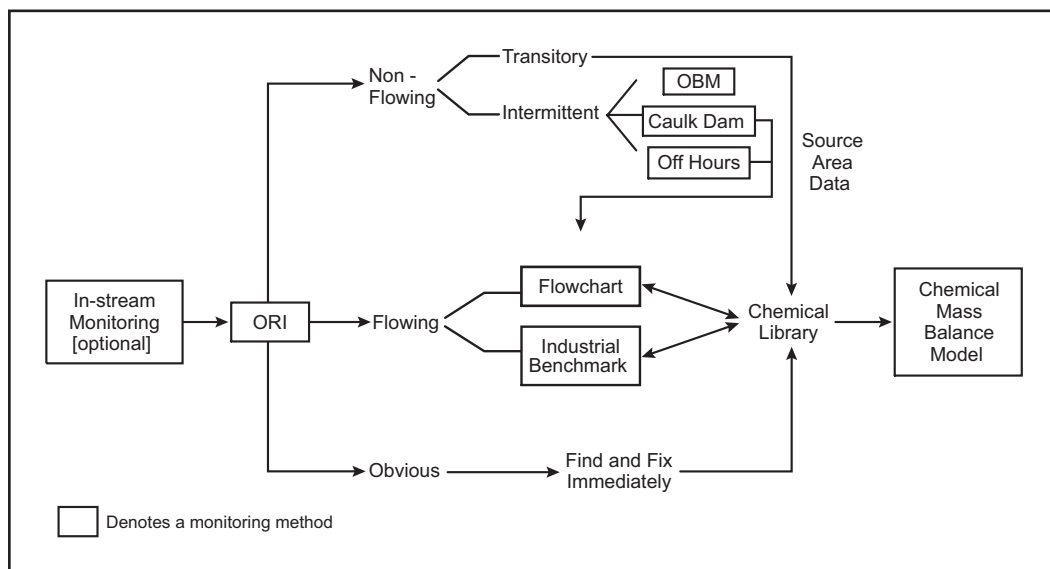 Non -
Flowing
Transitory
Intermittent
OBM
Caulk Dam
Off Hours
Source
Area
Data
In-stream
Monitoring
[optional]
ORI
Flowing
Flowchart
Industrial
Benchmark
Chemical
Library
Chemical
Mass
Balance
Model
Obvious
Find and Fix
Immediately
Denotes a monitoring method